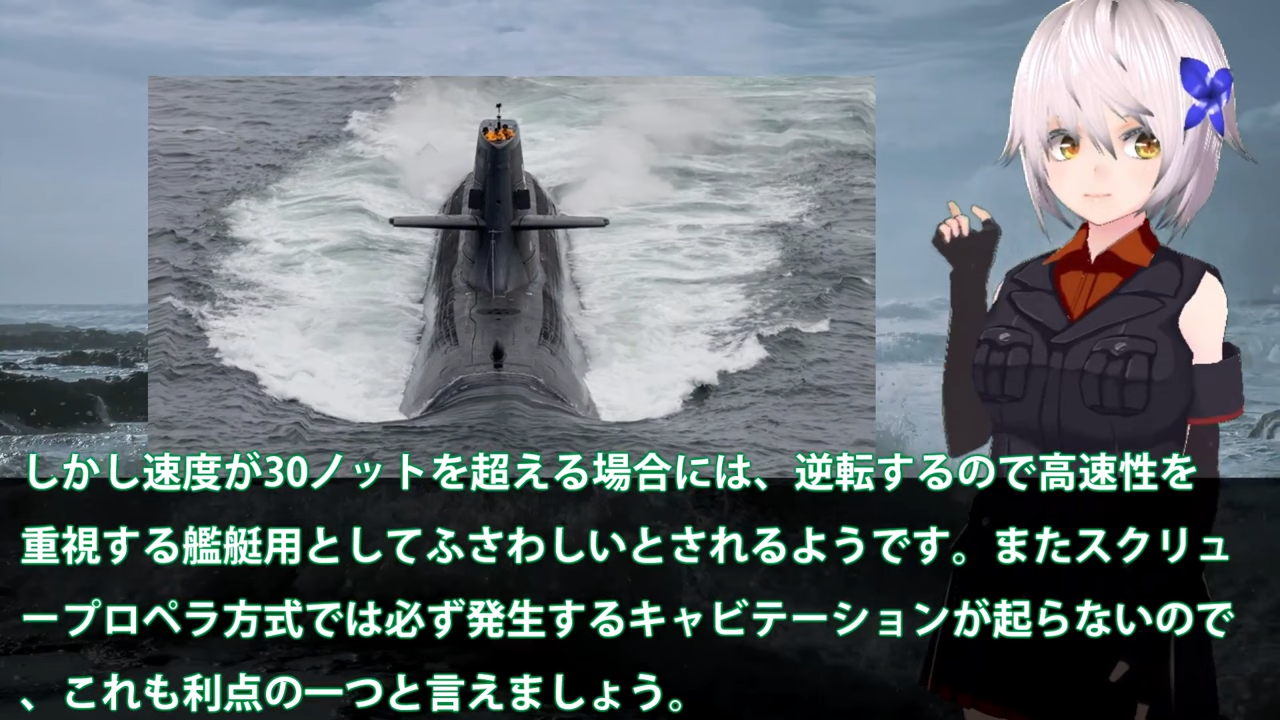 しかし速度が30ノットを超える場合には、逆転するので高速性を
重視する艦艇用としてふさわしいとされるようです。またスクリュ
ープロペラ方式では必ず発生するキャビテーションが起らないので
、これも利点の一つと言えましょう。